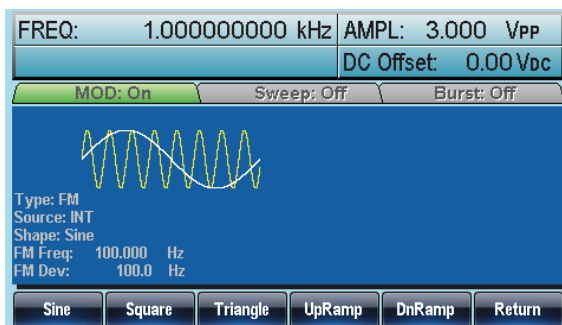 FREQ: 1.000000000 kHz AMPL: 3.000 VPP
DC Offset: 0.00 VDC
MOD: On Sweep: Off Burst: Off
Type: FM
Source: INT
Shape: Sine
FM Freq: 100.000 Hz
FM Dev: 100.0 Hz
Sine Square Triangle UpRamp DnRamp Return